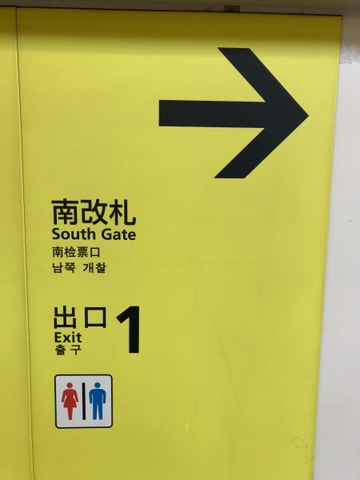 南改札
South Gate
南检票口
남쪽 개찰
出口 1
Exit
출구